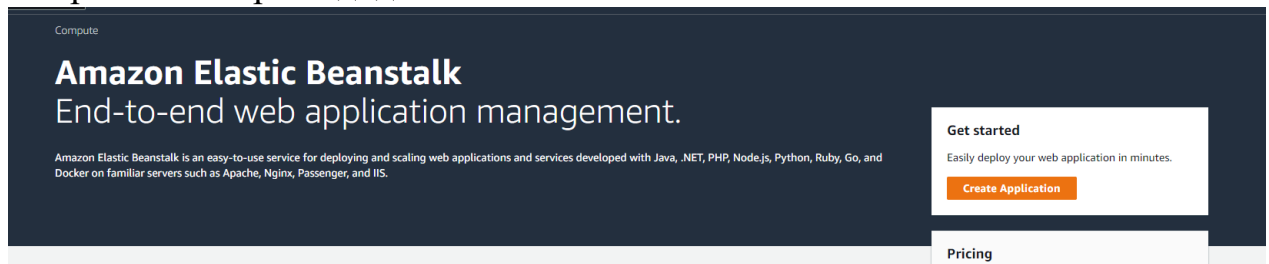 Compute
Amazon Elastic Beanstalk
End-to-end web application management.
Amazon Elastic Beanstalk is an easy-to-use service for deploying and scaling web applications and services developed with Java, .NET, PHP, Node.js, Python, Ruby, Go, and
Docker on familiar servers such as Apache, Nginx, Passenger, and IIS.
Get started
Easily deploy your web application in minutes.
Create Application
Pricing